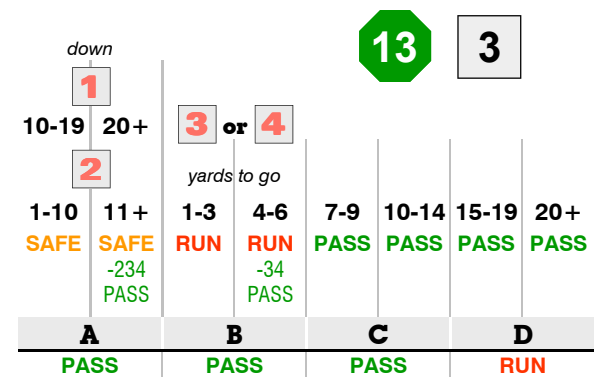 13 3
down
1
10-19 20+ 3 or 4
2 yards to go
1-10 11+ 1-3 4-6 7-9 10-14 15-19 20+
SAFE SAFE RUN RUN PASS PASS PASS PASS
-234 -34
PASS PASS
A B C D
PASS PASS PASS RUN